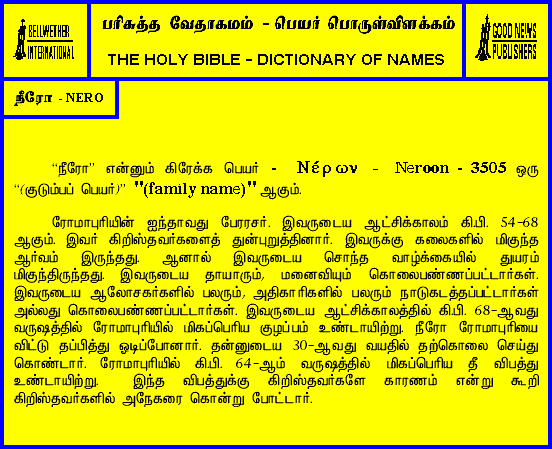 BELLWETHER
INTERNATIONAL
பரிசுத்த வேதாகமம் - பெயர் பொருள்விளக்கம்
THE HOLY BIBLE - DICTIONARY OF NAMES
GOOD NEWS
PUBLISHERS
நீரோ - NERO
“நீரோ” என்னும் கிரேக்க பெயர் - Νέρων - Neroon - 3505 ஒரு
“(குடும்பப் பெயர்)” "(family name)" ஆகும்.
ரோமாபுரியின் ஐந்தாவது பேரரசர். இவருடைய ஆட்சிக்காலம் கி.பி. 54-68
ஆகும். இவர் கிறிஸ்தவர்களைத் துன்புறுத்தினார். இவருக்கு கலைகளில் மிகுந்த
ஆர்வம் இருந்தது. ஆனால் இவருடைய சொந்த வாழ்க்கையில் துயரம்
மிகுந்திருந்தது. இவருடைய தாயாரும், மனைவியும் கொலைபண்ணப்பட்டார்கள்.
இவருடைய ஆலோசகர்களில் பலரும், அதிகாரிகளில் பலரும் நாடுகடத்தப்பட்டார்கள்
அல்லது கொலைபண்ணப்பட்டார்கள். இவருடைய ஆட்சிக்காலத்தில் கி.பி. 68-ஆவது
வருஷத்தில் ரோமாபுரியில் மிகப்பெரிய குழப்பம் உண்டாயிற்று. நீரோ ரோமாபுரியை
விட்டு தப்பித்து ஓடிப்போனார். தன்னுடைய 30-ஆவது வயதில் தற்கொலை செய்து
கொண்டார். ரோமாபுரியில் கி.பி. 64-ஆம் வருஷத்தில் மிகப்பெரிய தீ விபத்து
உண்டாயிற்று. இந்த விபத்துக்கு கிறிஸ்தவர்களே காரணம் என்று கூறி
கிறிஸ்தவர்களில் அநேகரை கொன்று போட்டார்.